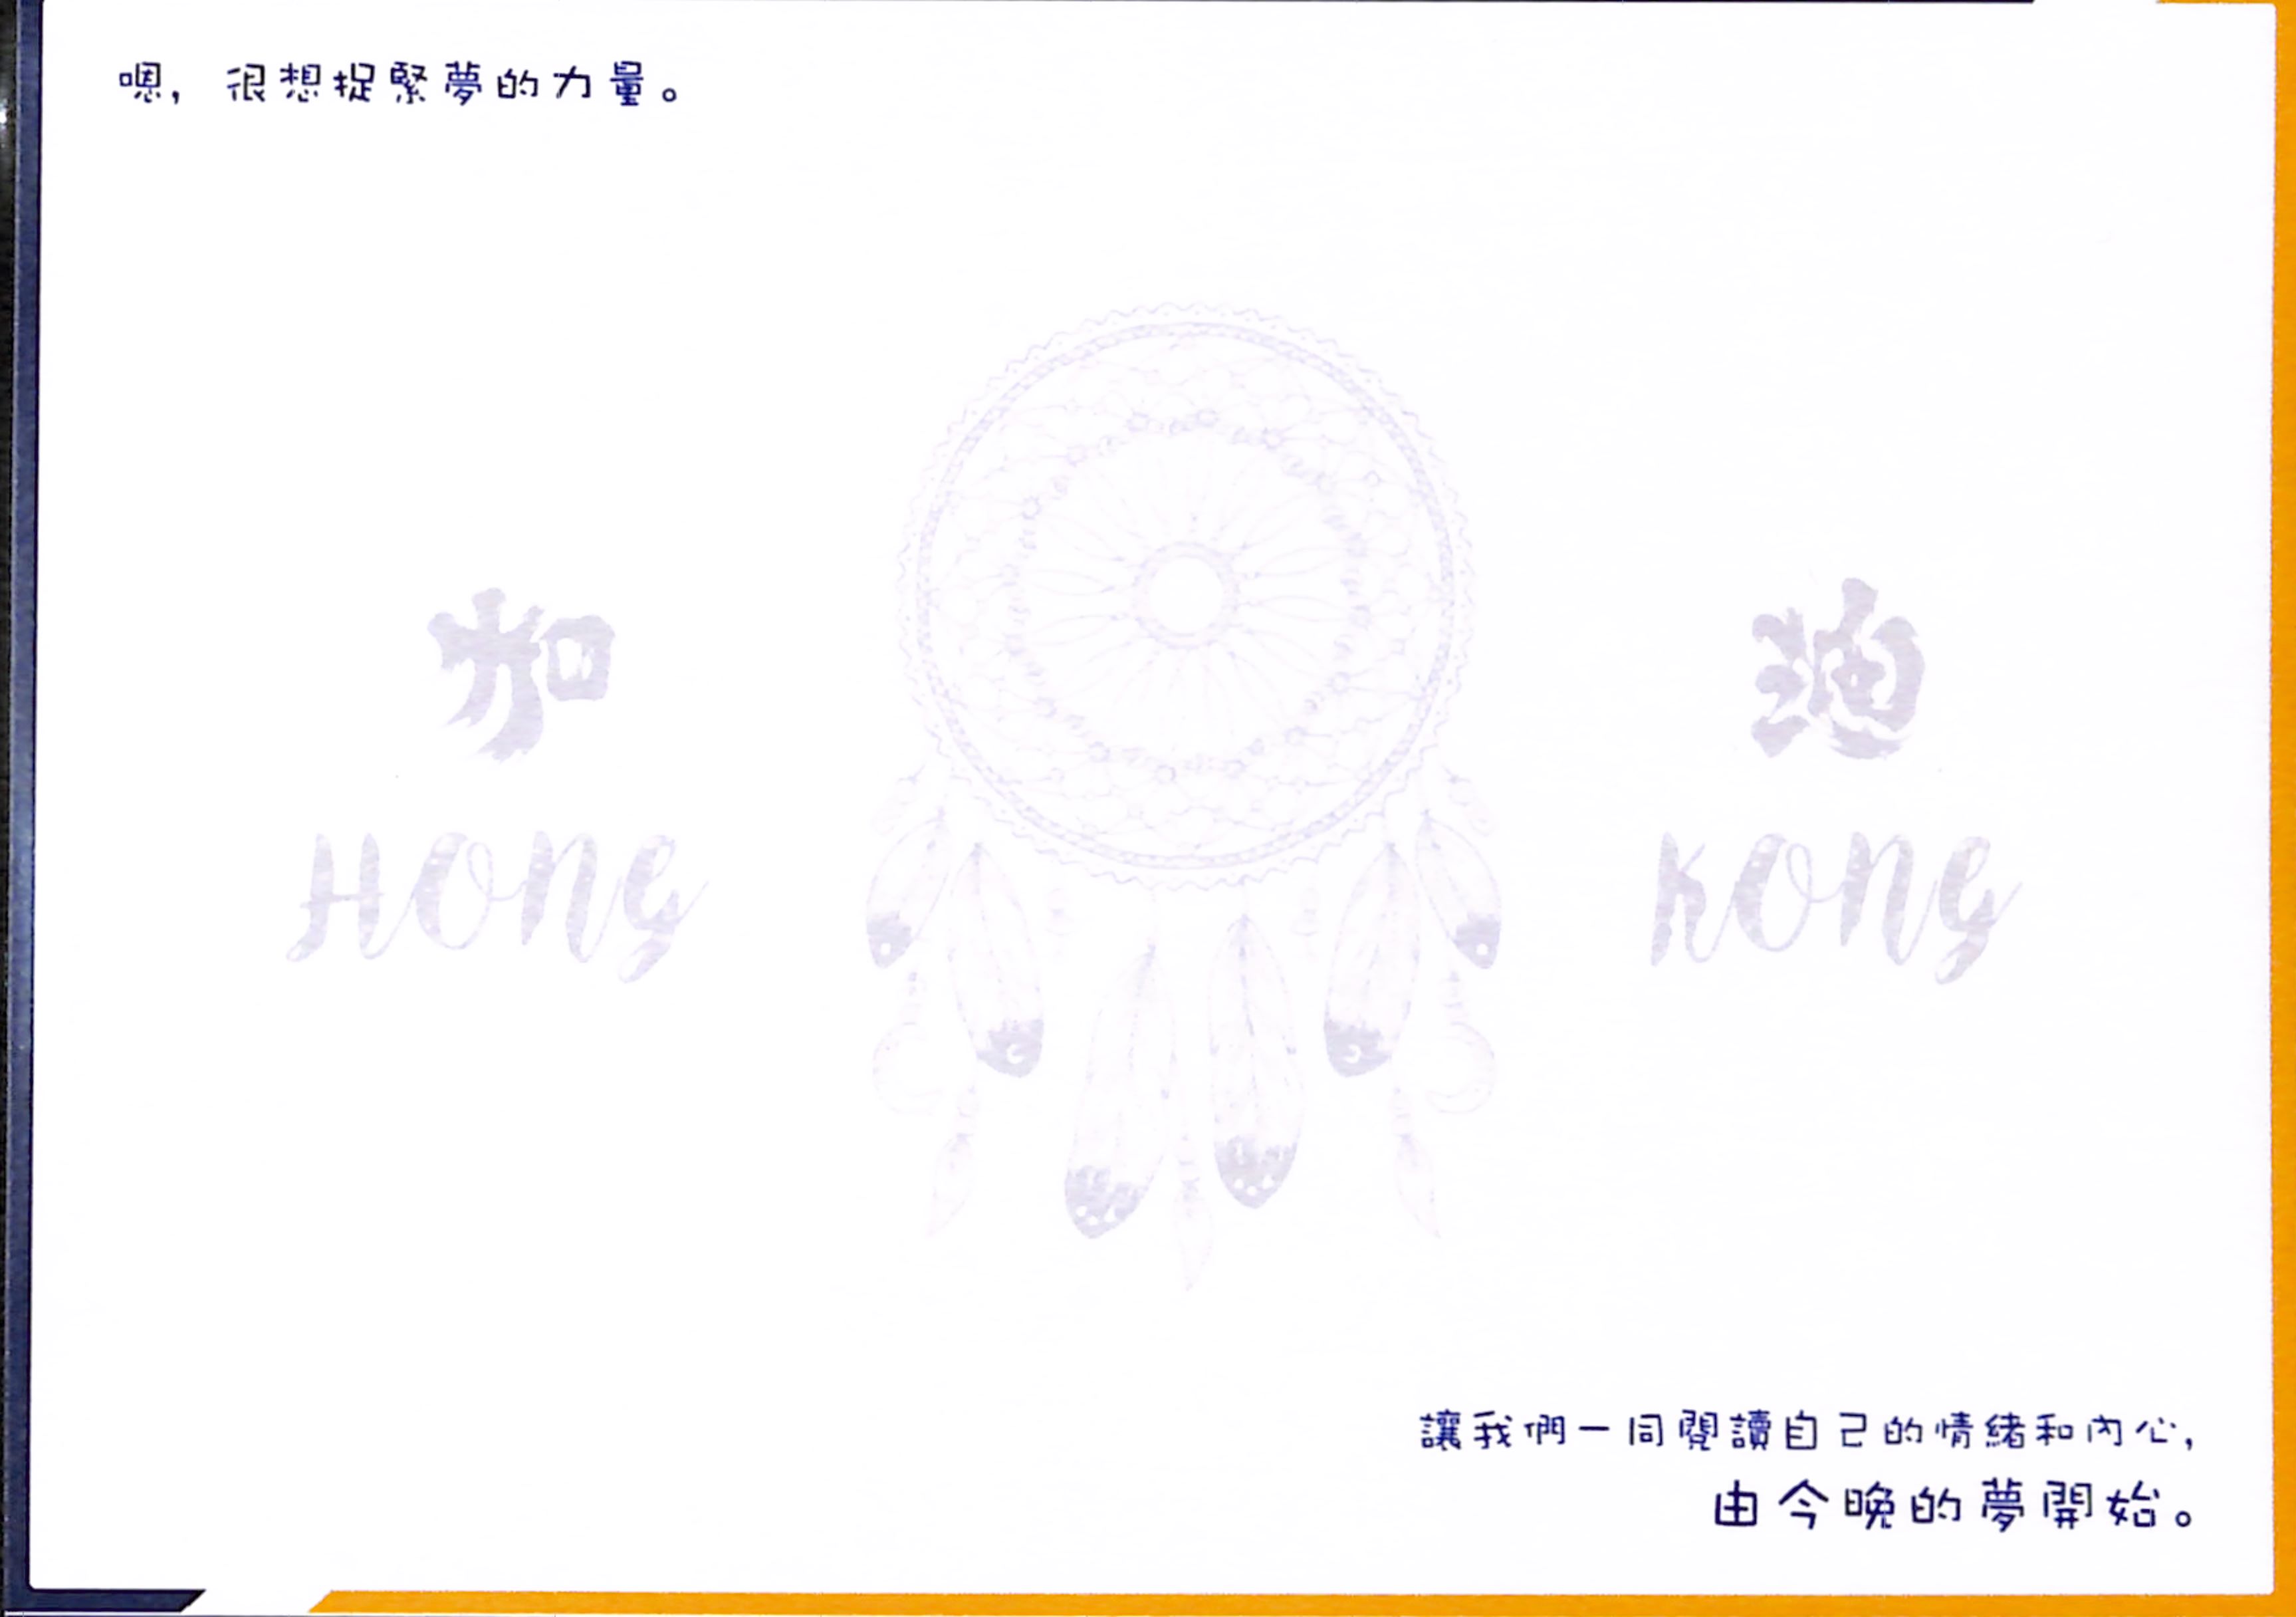 嗯，很想捉緊夢的力量。
加
油
HONG
KONG
讓我們一同閱讀自己的情緒和內心，
由今晚的夢開始。